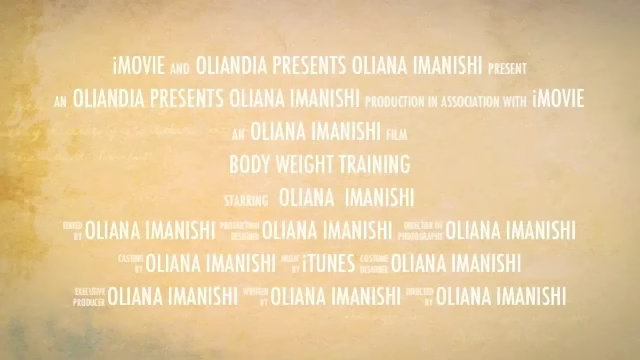 iMOVIE AND OLIANDIA PRESENTS OLIANA IMANISHI PRESENT
AN OLIANDIA PRESENTS OLIANA IMANISHI PRODUCTION IN ASSOCIATION WITH iMOVIE
AN OLIANA IMANISHI FILM
BODY WEIGHT TRAINING
STARRING OLIANA IMANISHI
EDITED BY OLIANA IMANISHI PRODUCTION DESIGNER OLIANA IMANISHI DIRECTOR OF PHOTOGRAPHY OLIANA IMANISHI
CASTING BY OLIANA IMANISHI MUSIC BY iTUNES COSTUME DESIGNER OLIANA IMANISHI
EXECUTIVE PRODUCER OLIANA IMANISHI WRITTEN BY OLIANA IMANISHI DIRECTED BY OLIANA IMANISHI